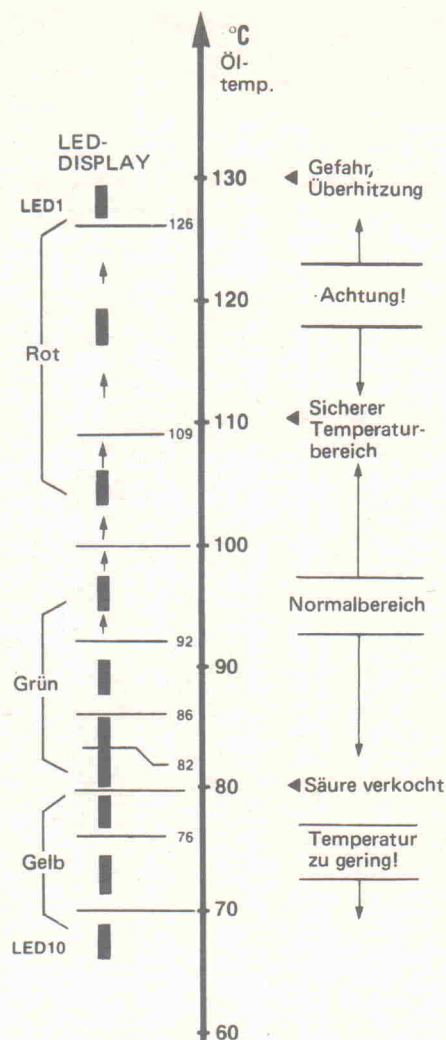 °C
Öl-
temp.
LED-
DISPLAY
LED1
126
130
Gefahr,
Überhitzung
120
Achtung!
Rot
110
109
Sicherer
Temperatur-
bereich
100
Normalbereich
92
90
Grün
86
82
80
Säure verkocht
76
Temperatur
zu gering!
Gelb
70
LED10
60